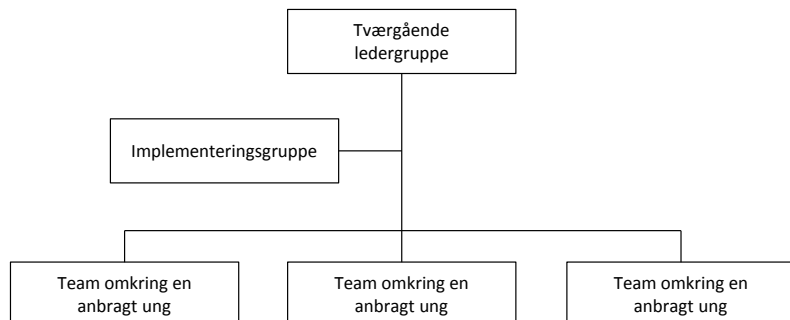 Tværgående
ledergruppe
Implementeringsgruppe
Team omkring en
anbragt ung
Team omkring en
anbragt ung
Team omkring en
anbragt ung